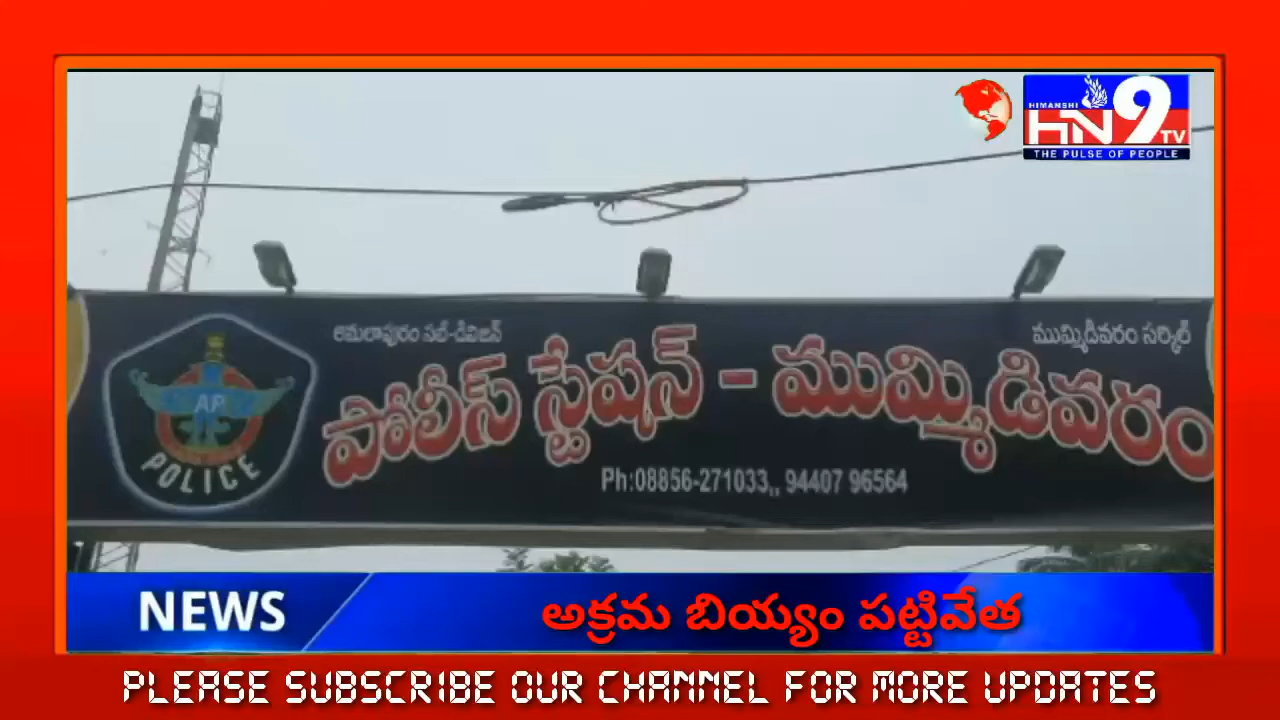 HIMANSHI
HN9 TV
THE PULSE OF PEOPLE
అమలాపురం సబ్-డివిజన్
ముమ్మిడివరం సర్కిల్
పోలీస్ స్టేషన్ - ముమ్మిడివరం
AP
POLICE
Ph:08856-271033,, 94407 96564
NEWS
అక్రమ బియ్యం పట్టివేత
PLEASE SUBSCRIBE OUR CHANNEL FOR MORE UPDATES